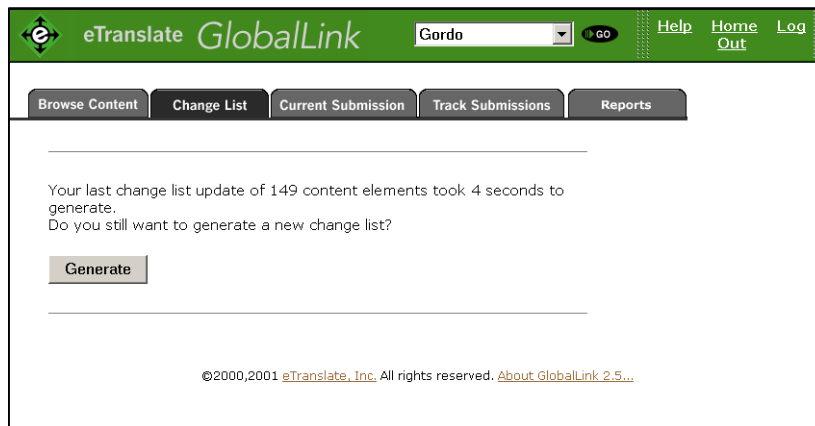 eTranslate GlobalLink Gordo GO Help Home Log
Out
Browse Content Change List Current Submission Track Submissions Reports
Your last change list update of 149 content elements took 4 seconds to
generate.
Do you still want to generate a new change list?
Generate
©2000,2001 eTranslate, Inc. All rights reserved. About GlobalLink 2.5...